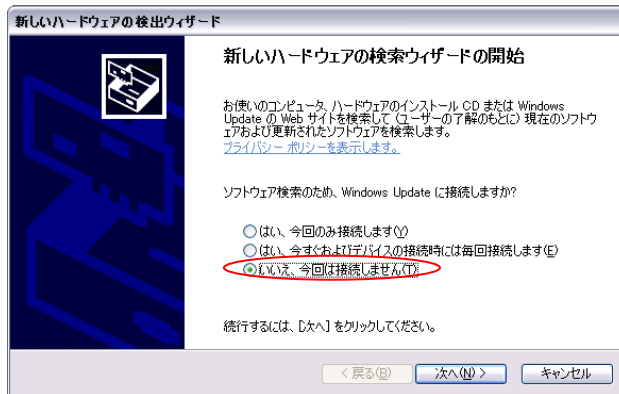 新しいハードウェアの検出ウィザード
新しいハードウェアの検索ウィザードの開始
お使いのコンピュータ、ハードウェアのインストール CD または Windows
Update の Web サイトを検索して (ユーザーの了解のもとに) 現在のソフトウ
ェアおよび更新されたソフトウェアを検索します。
プライバシー ポリシーを表示します。
ソフトウェア検索のため、Windows Update に接続しますか?
はい、今回のみ接続します(Y)
はい、今すぐおよびデバイスの接続時には毎回接続します(E)
いいえ、今回は接続しません(T)
続行するには、[次へ] をクリックしてください。
< 戻る(B)
次へ(N) >
キャンセル